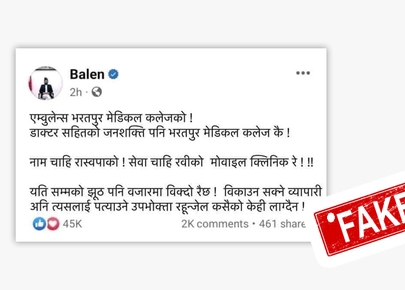 Balen
2h
एम्वुलेन्स भरतपुर मेडिकल कलेजको !
डाक्टर सहितको जनशक्ति पनि भरतपुर मेडिकल कलेज कै !
नाम चाहि रास्वपाको ! सेवा चाहि रवीको मोवाइल क्लिनिक रे ! !!
यति सम्मको झूठ पनि वजारमा विक्दो रैछ ! विकाउन सक्ने व्यापारी
अनि त्यसलाई पत्याउने उपभोक्ता रहून्जेल कसैको केही लाग्दैन !
45K 2K comments • 461 share
FAKE